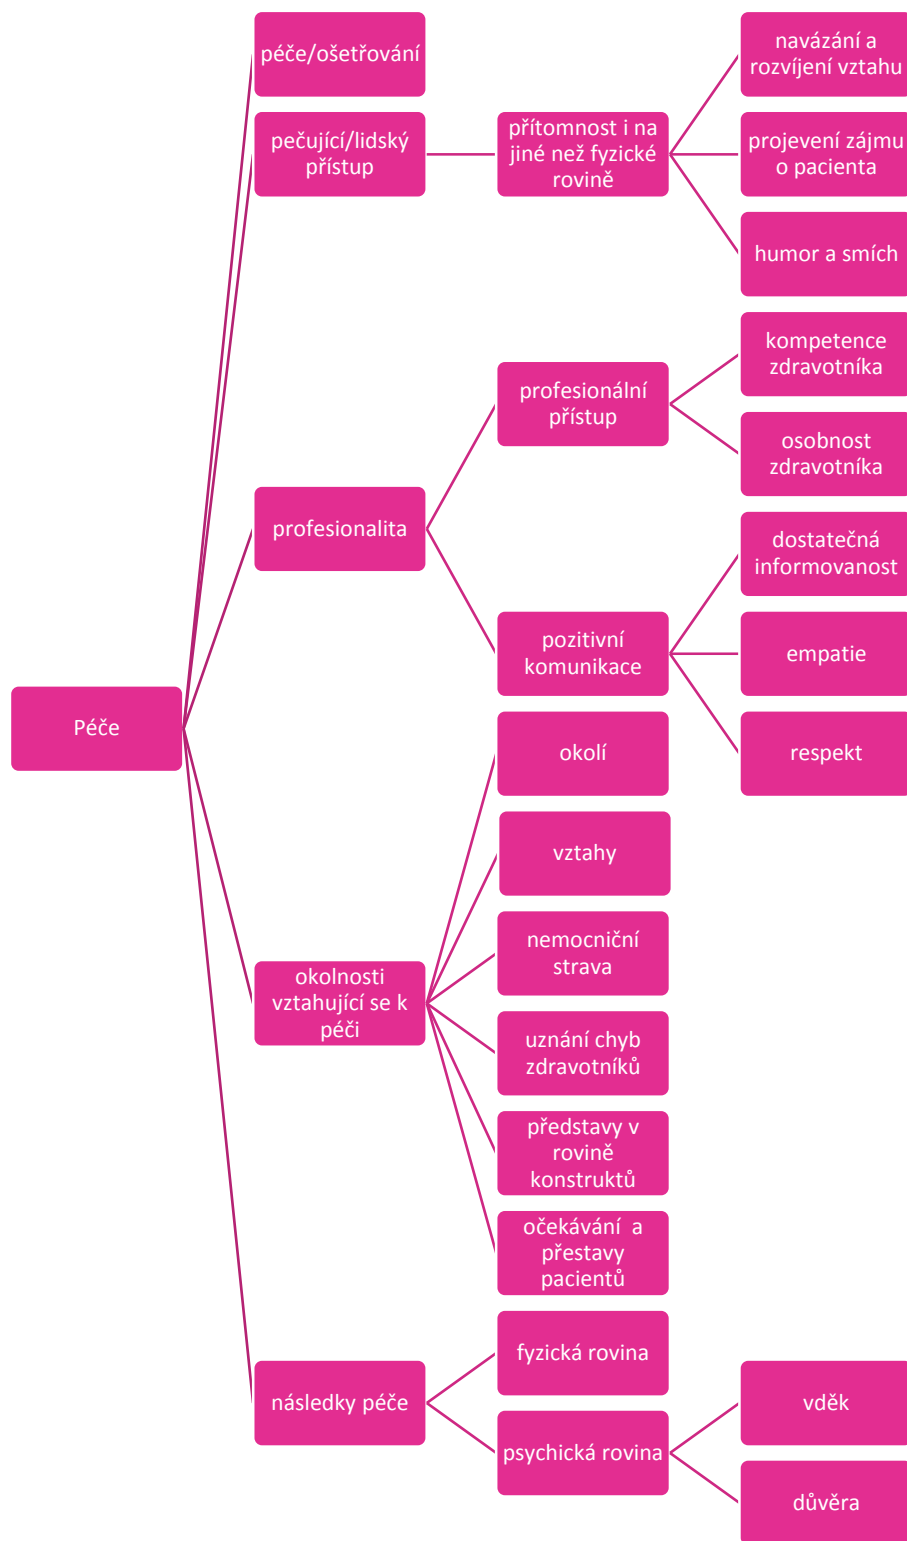 péče/ošetřování
navázání a
rozvíjení vztahu
pečující/lidský
přístup
přítomnost i na
jiné než fyzické
rovině
projevení zájmu
o pacienta
humor a smích
kompetence
zdravotníka
profesionální
přístup
osobnost
zdravotníka
profesionalita
dostatečná
informovanost
pozitivní
komunikace
empatie
Péče
okolí
respekt
vztahy
nemocniční
strava
okolnosti
vztahující se k
péči
uznání chyb
zdravotníků
představy v
rovině
konstruktů
očekávání  a
přestavy
pacientů
fyzická rovina
následky péče
vděk
psychická rovina
důvěra